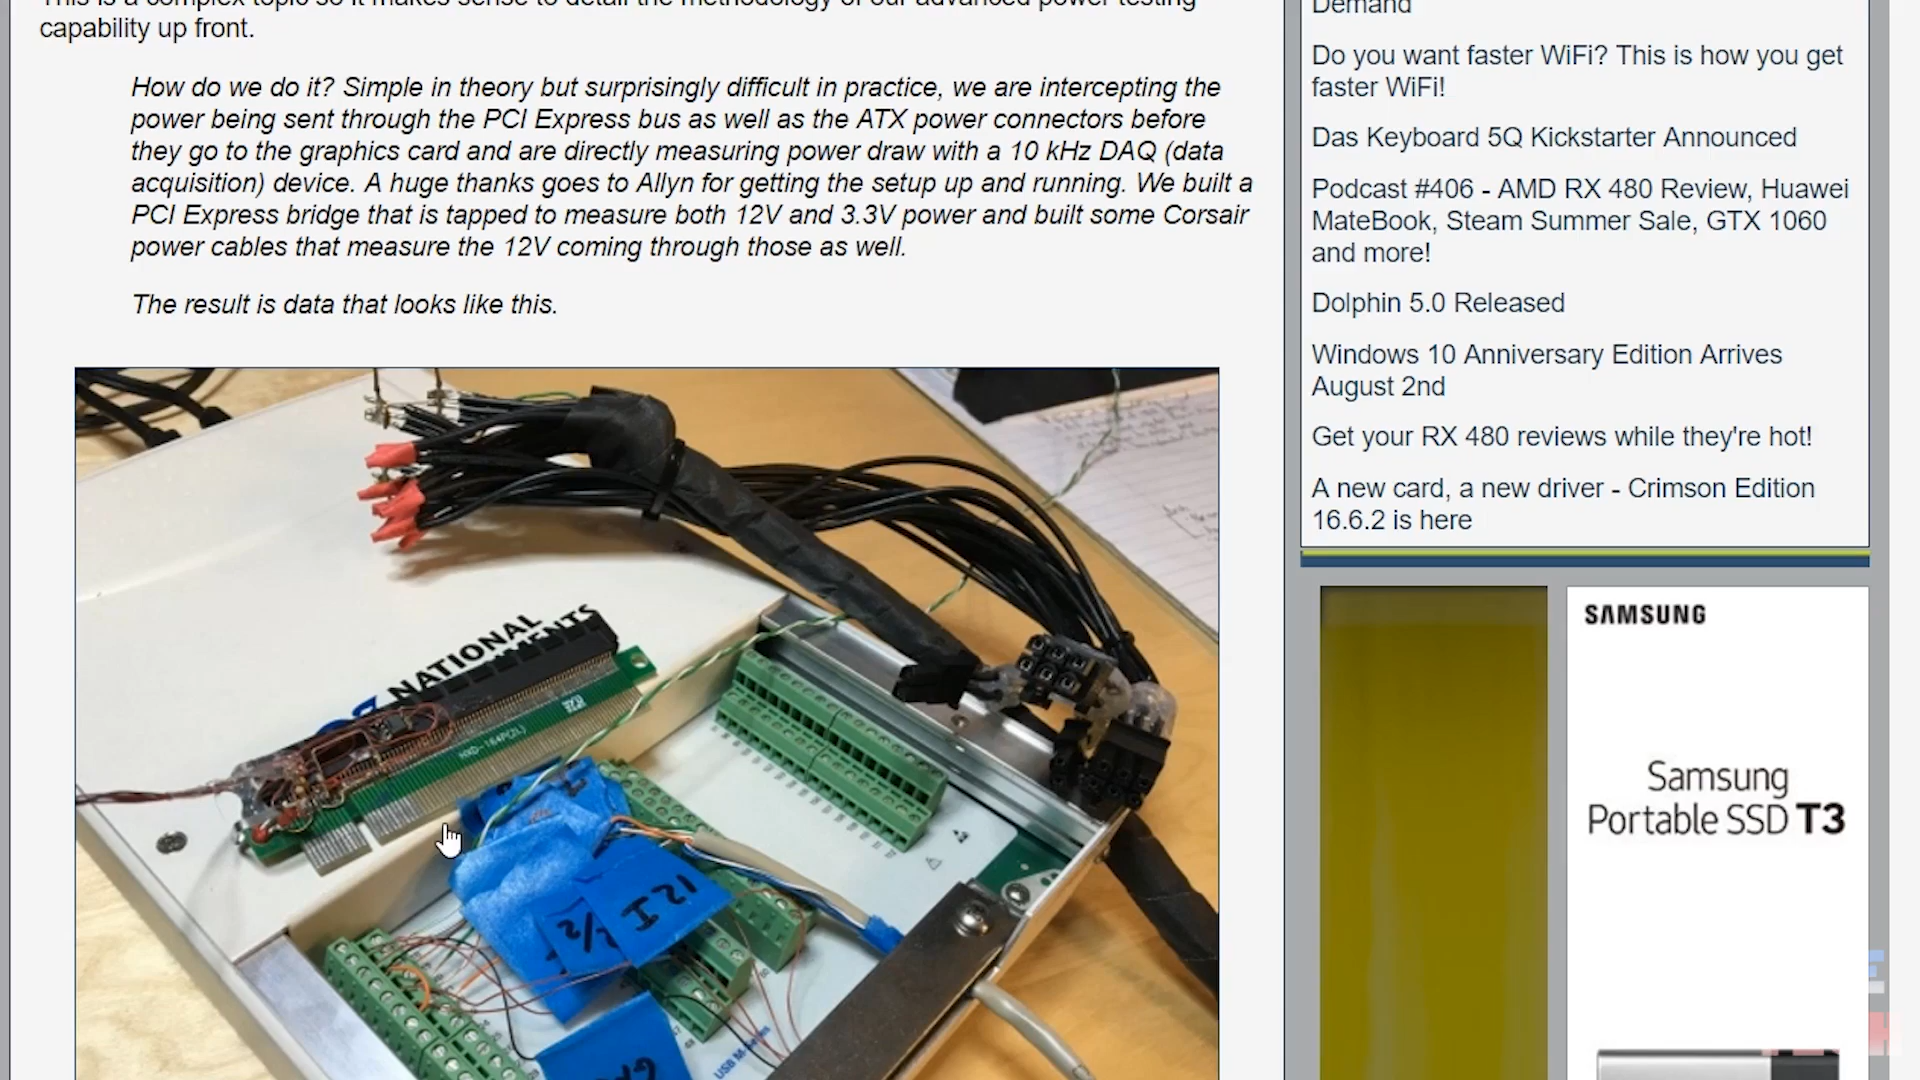 This is a complex topic so it makes sense to detail the methodology of our advanced power testing
capability up front.
How do we do it? Simple in theory but surprisingly difficult in practice, we are intercepting the
power being sent through the PCI Express bus as well as the ATX power connectors before
they go to the graphics card and are directly measuring power draw with a 10 kHz DAQ (data
acquisition) device. A huge thanks goes to Allyn for getting the setup up and running. We built a
PCI Express bridge that is tapped to measure both 12V and 3.3V power and built some Corsair
power cables that measure the 12V coming through those as well.
The result is data that looks like this.
NATIONAL
HXD-164P(2L)
12I
USB M-Series
Demand
Do you want faster WiFi? This is how you get
faster WiFi!
Das Keyboard 5Q Kickstarter Announced
Podcast #406 - AMD RX 480 Review, Huawei
MateBook, Steam Summer Sale, GTX 1060
and more!
Dolphin 5.0 Released
Windows 10 Anniversary Edition Arrives
August 2nd
Get your RX 480 reviews while they're hot!
A new card, a new driver - Crimson Edition
16.6.2 is here
SAMSUNG
Samsung
Portable SSD T3